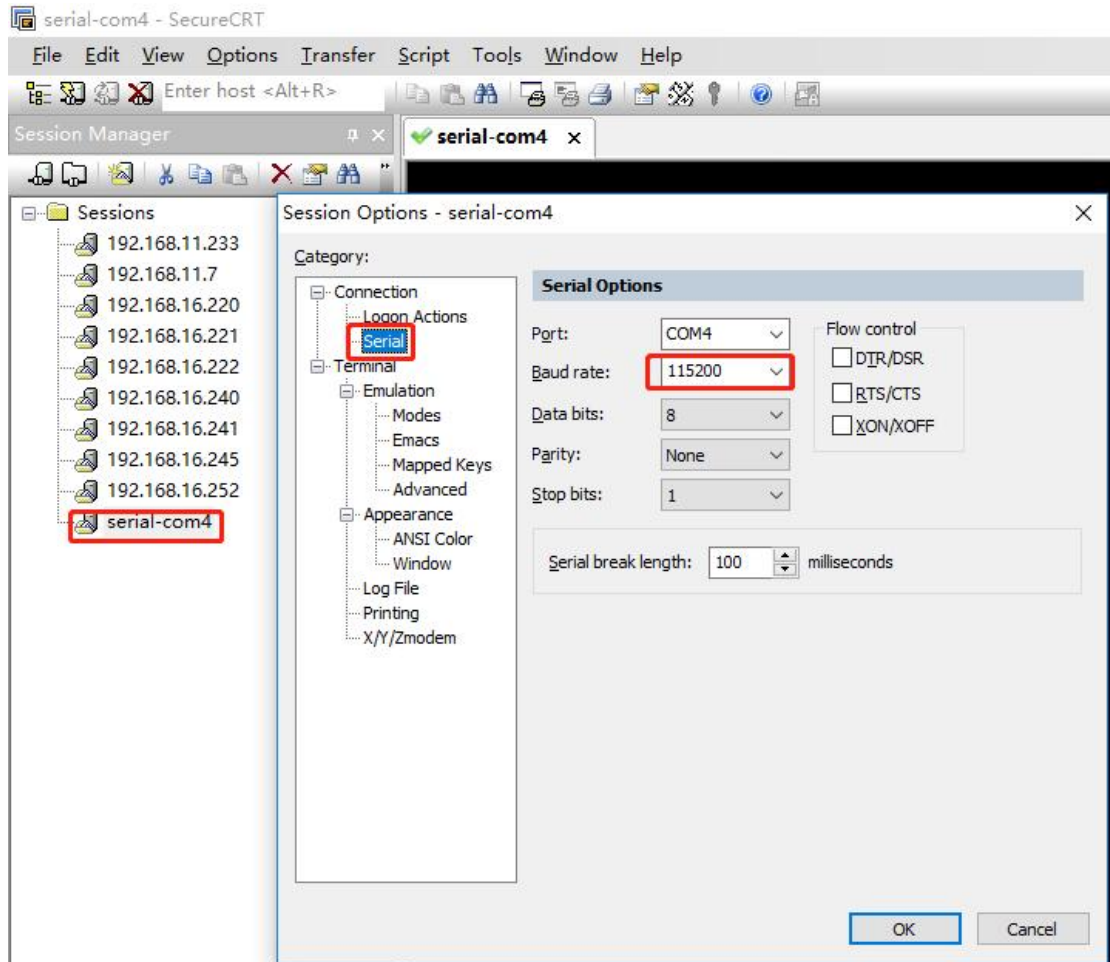 serial-com4 - SecureCRT
File Edit View Options Transfer Script Tools Window Help
Enter host <Alt+R>
Session Manager
serial-com4
Sessions
192.168.11.233
192.168.11.7
192.168.16.220
192.168.16.221
192.168.16.222
192.168.16.240
192.168.16.241
192.168.16.245
192.168.16.252
serial-com4
Session Options - serial-com4
Category:
Connection
Logon Actions
Serial
Terminal
Emulation
Modes
Emacs
Mapped Keys
Advanced
Appearance
ANSI Color
Window
Log File
Printing
X/Y/Zmodem
Serial Options
Port: COM4
Baud rate: 115200
Data bits: 8
Parity: None
Stop bits: 1
Flow control
DTR/DSR
RTS/CTS
XON/XOFF
Serial break length: 100 milliseconds
OK Cancel